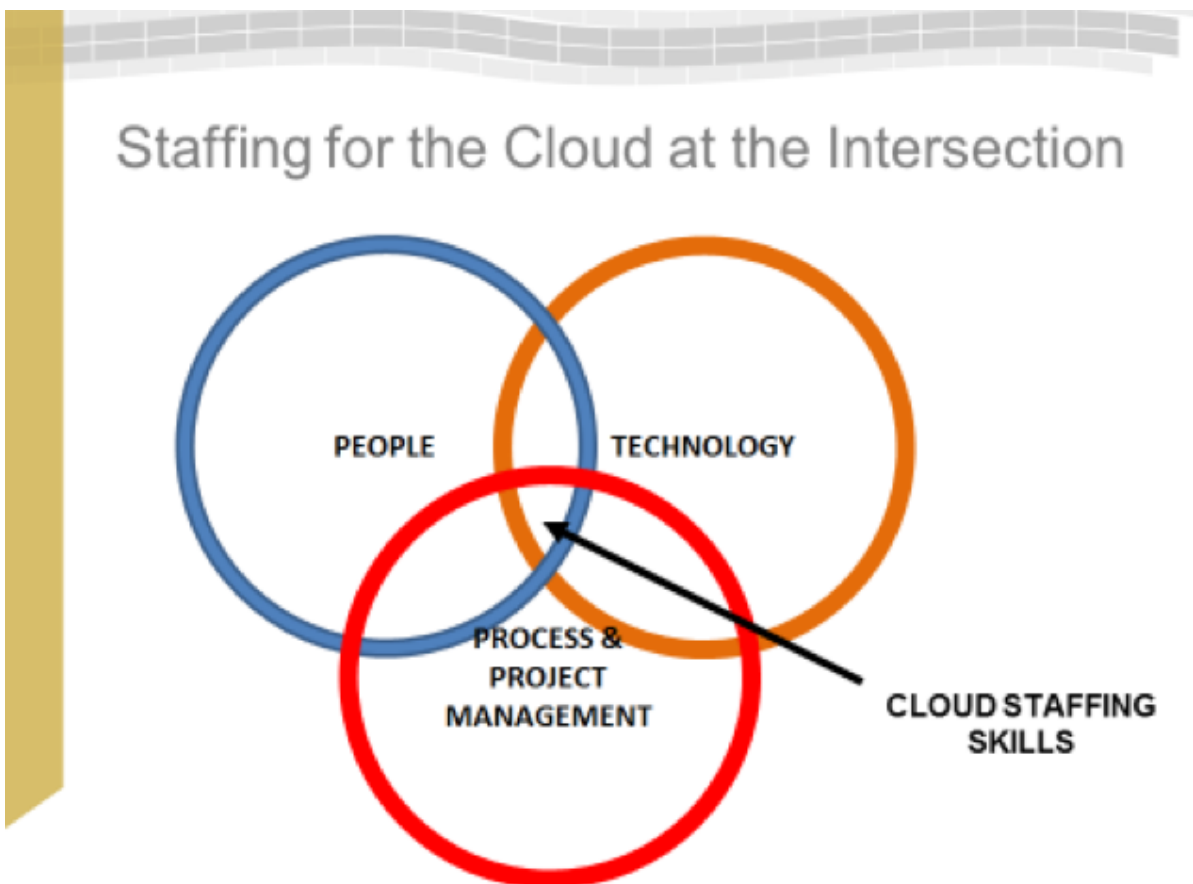 Staffing for the Cloud at the Intersection
PEOPLE
TECHNOLOGY
PROCESS &
PROJECT
MANAGEMENT
CLOUD STAFFING
SKILLS